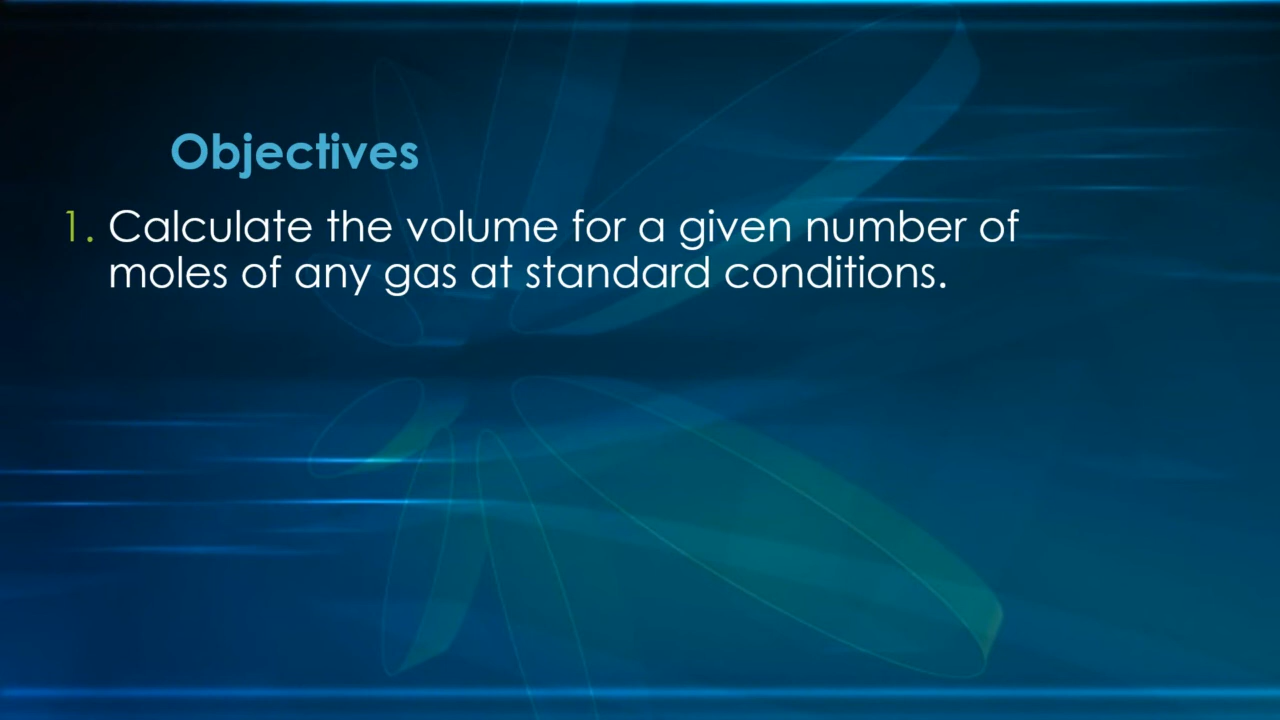 Objectives
1. Calculate the volume for a given number of
moles of any gas at standard conditions.